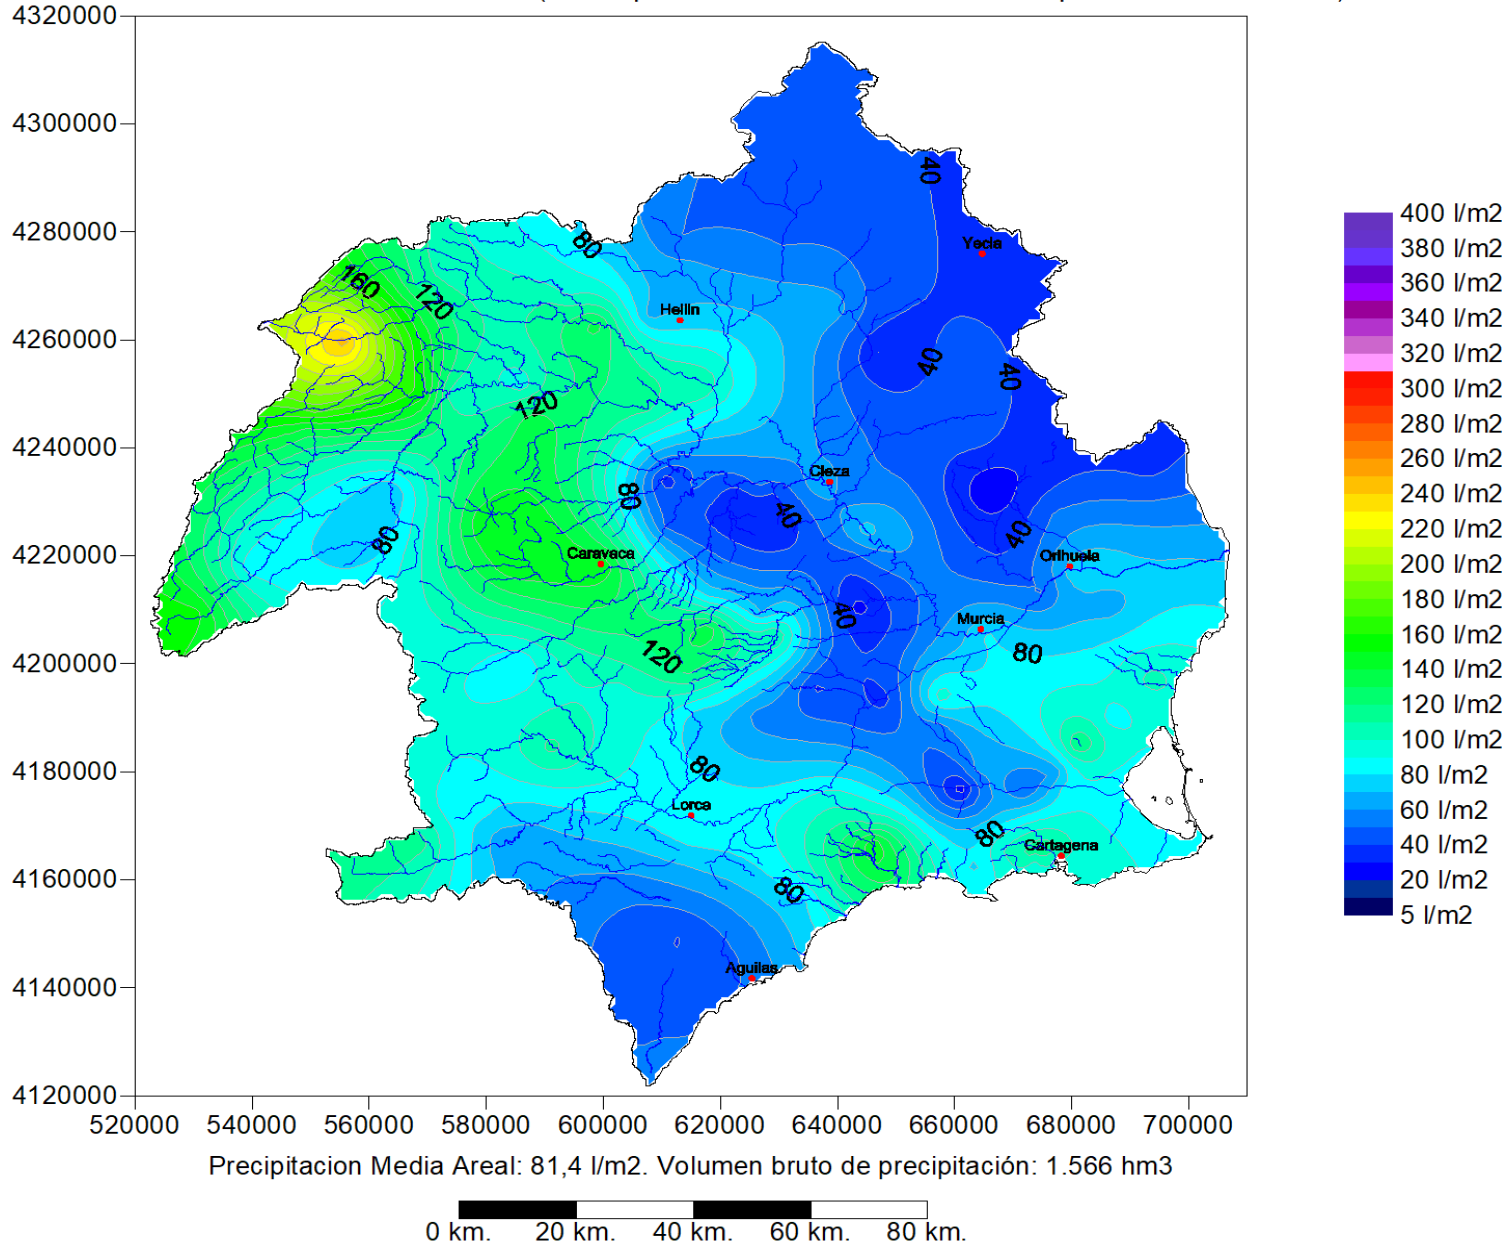 4320000
4300000
4280000
4260000
4240000
4220000
4200000
4180000
4160000
4140000
4120000
520000 540000 560000 580000 600000 620000 640000 660000 680000 700000
40
Yecla
80
160
120
Hellin
40
40
120
Cieza
80
40
40
80
Caravaca
Orihuela
40
Murcia
120
80
80
Lorca
80
Cartagena
80
Aguilas
400 l/m2
380 l/m2
360 l/m2
340 l/m2
320 l/m2
300 l/m2
280 l/m2
260 l/m2
240 l/m2
220 l/m2
200 l/m2
180 l/m2
160 l/m2
140 l/m2
120 l/m2
100 l/m2
80 l/m2
60 l/m2
40 l/m2
20 l/m2
5 l/m2
Precipitacion Media Areal: 81,4 l/m2. Volumen bruto de precipitación: 1.566 hm3
0 km. 20 km. 40 km. 60 km. 80 km.